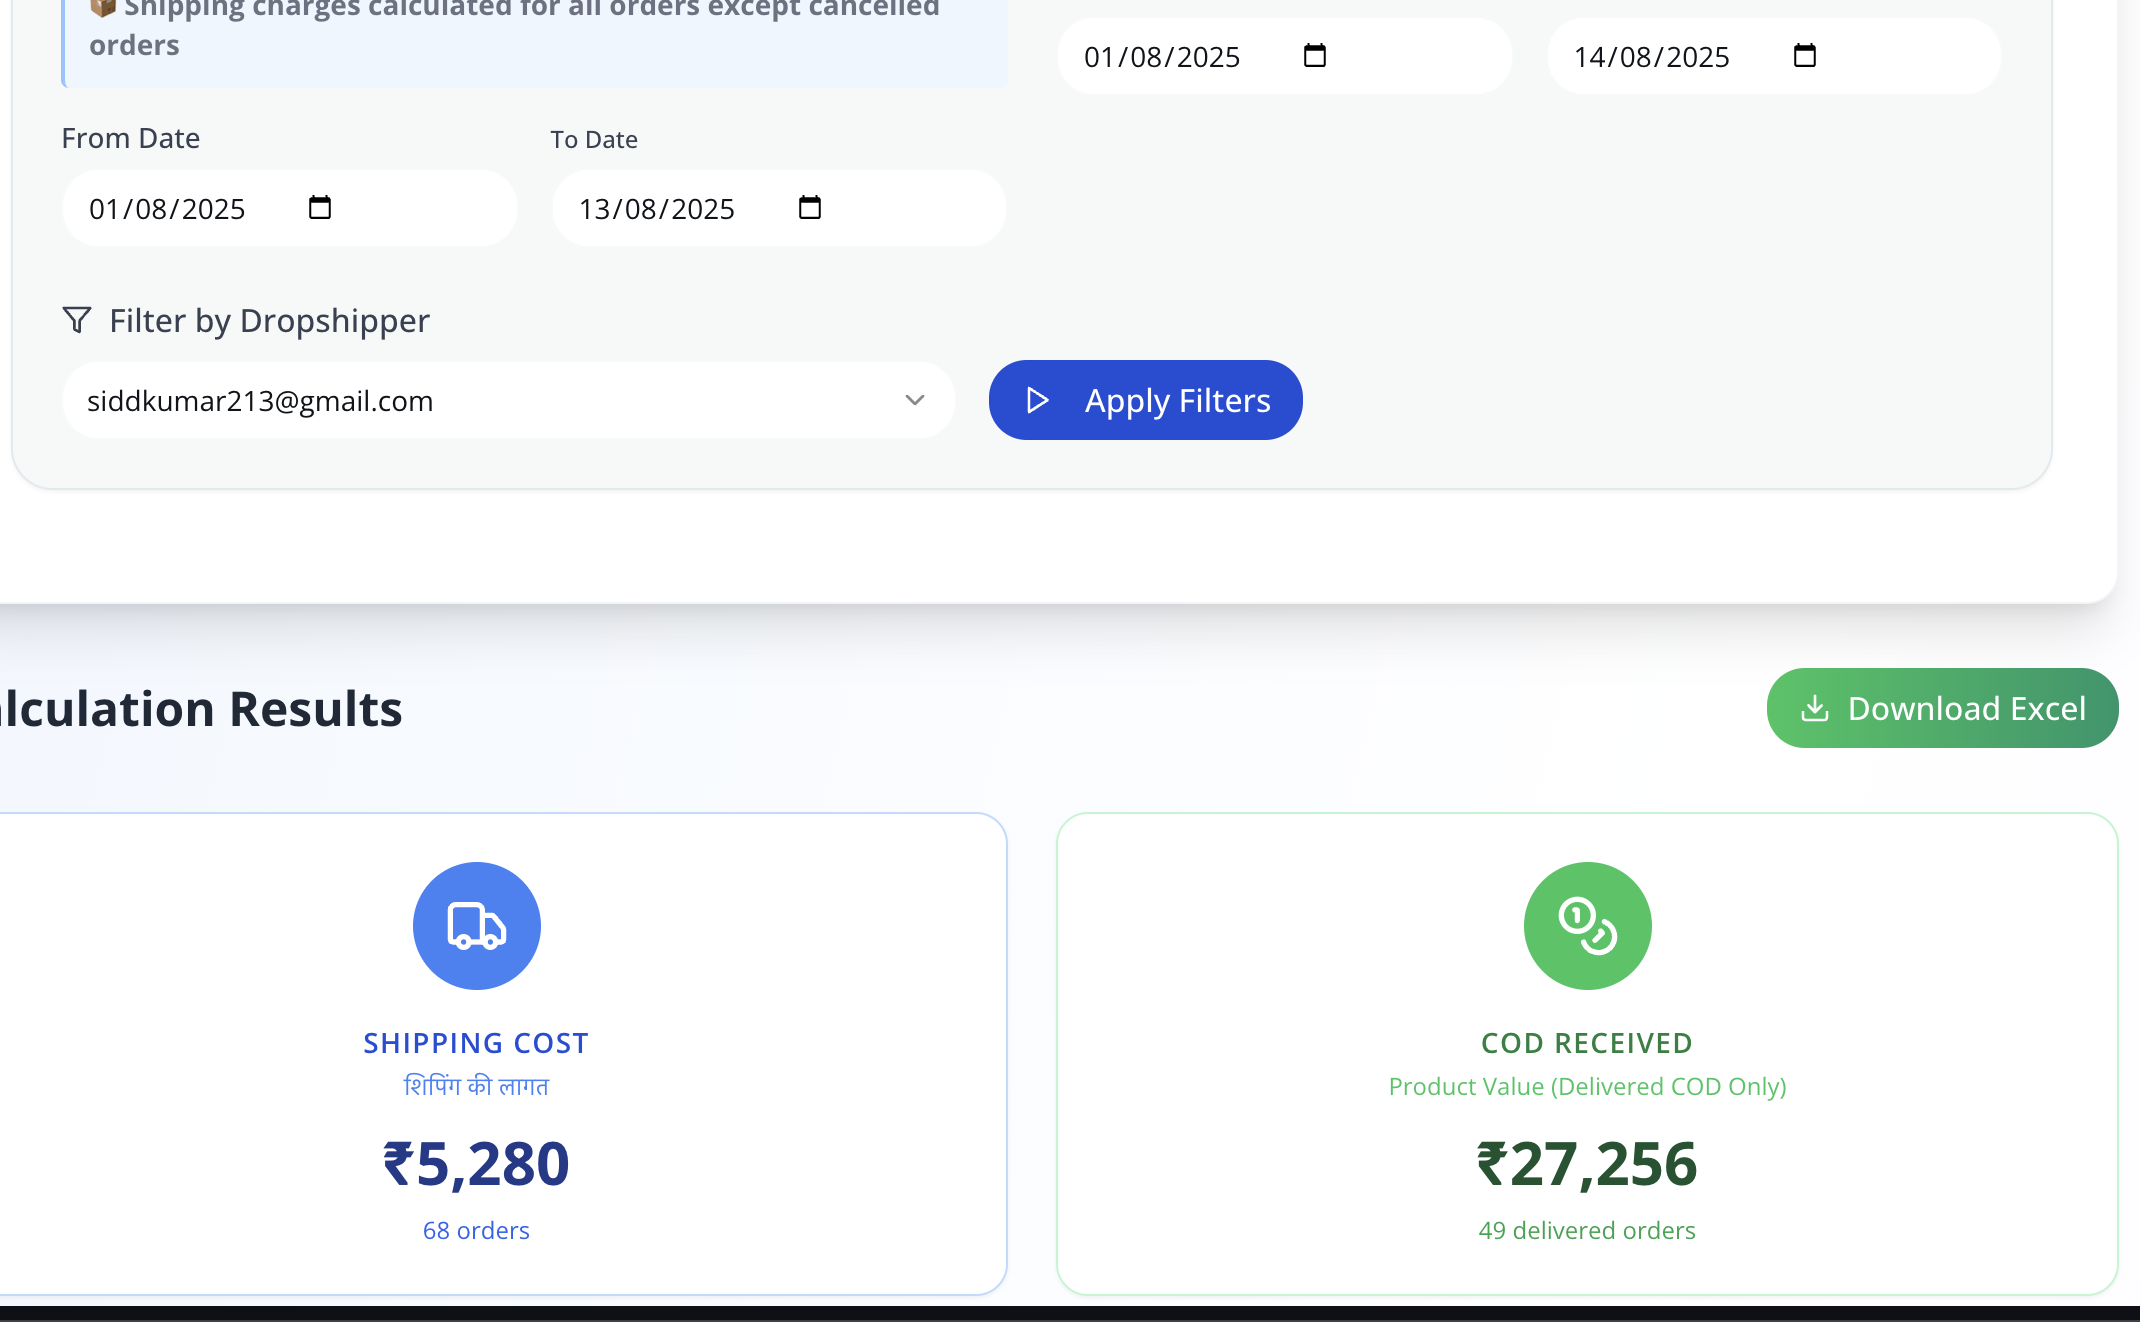 Shipping charges calculated for all orders except cancelled
orders
01/08/2025
14/08/2025
From Date
To Date
01/08/2025
13/08/2025
Filter by Dropshipper
siddkumar213@gmail.com
Apply Filters
alculation Results
Download Excel
SHIPPING COST
शिपिंग की लागत
₹5,280
68 orders
COD RECEIVED
Product Value (Delivered COD Only)
₹27,256
49 delivered orders